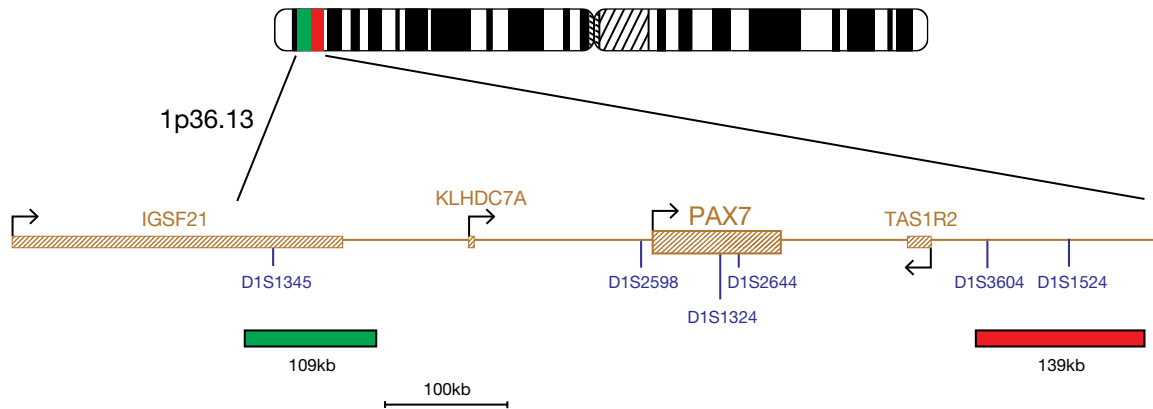 1p36.13
KLHDC7A
IGSF21
PAX7
TAS1R2
D1S1345
D1S2598
D1S2644
D1S3604
D1S1524
D1S1324
109kb
139kb
100kb